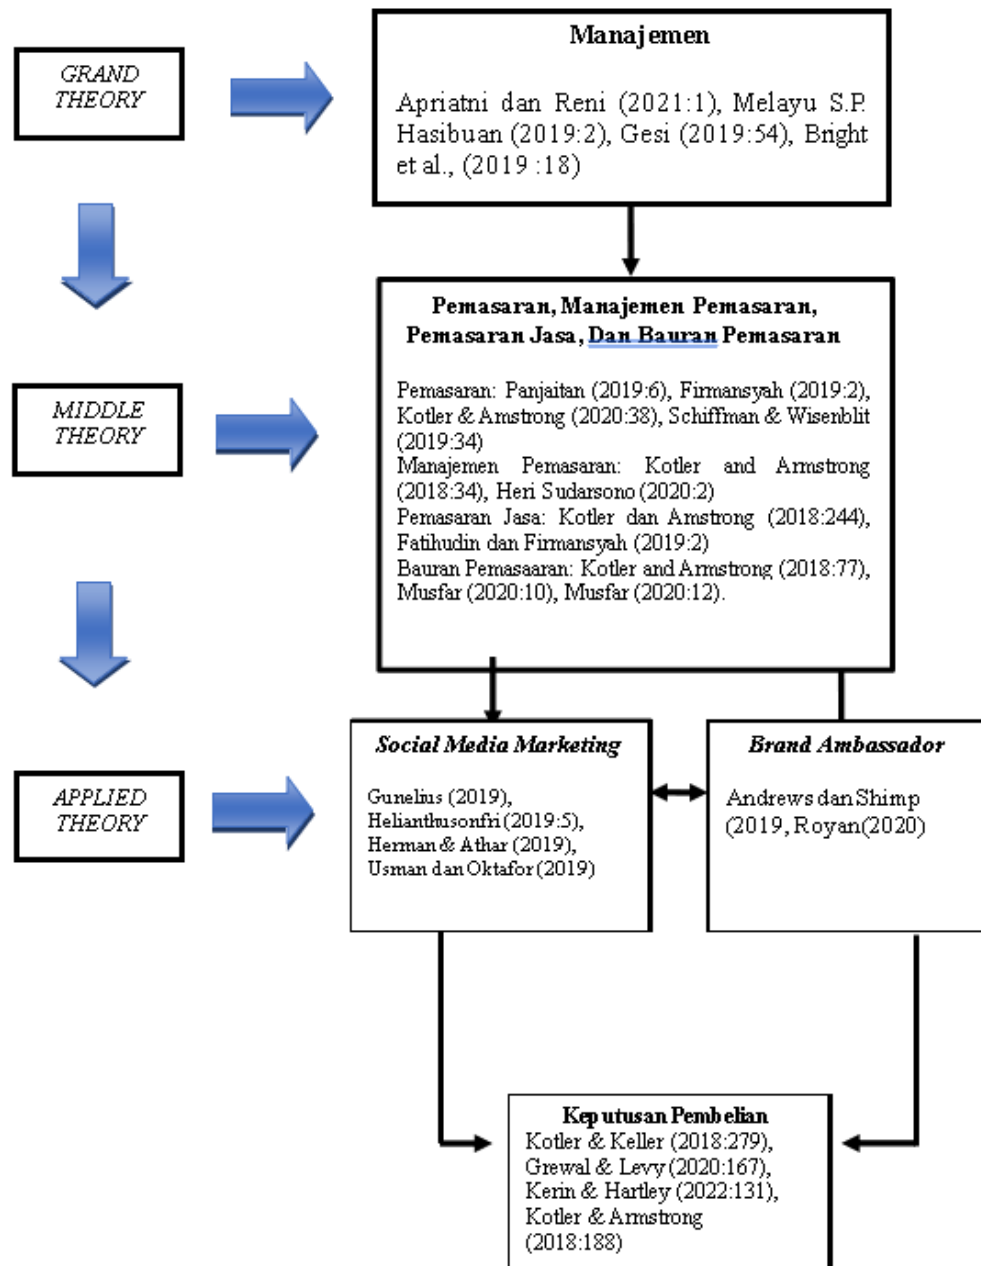 GRAND
THEORY
Manajemen
Apriatni dan Reni (2021:1), Melayu S.P.
Hasibuan (2019:2), Gesi (2019:54), Bright
et al., (2019 :18)
MIDDLE
THEORY
Pemasaran, Manajemen Pemasaran,
Pemasaran Jasa, Dan Bauran Pemasaran
Pemasaran: Panjaitan (2019:6), Firmansyah (2019:2),
Kotler & Amstrong (2020:38), Schiffman & Wisenblit
(2019:34)
Manajemen Pemasaran: Kotler and Armstrong
(2018:34), Heri Sudarsono (2020:2)
Pemasaran Jasa: Kotler dan Amstrong (2018:244),
Fatihudin dan Firmansyah (2019:2)
Bauran Pemasaaran: Kotler and Armstrong (2018:77),
Musfar (2020:10), Musfar (2020:12).
APPLIED
THEORY
Social Media Marketing
Gunelius (2019),
Helianthusonfri (2019:5),
Herman & Athar (2019),
Usman dan Oktafor (2019)
Brand Ambassador
Andrews dan Shimp
(2019, Royan(2020)
Keputusan Pembelian
Kotler & Keller (2018:279),
Grewal & Levy (2020:167),
Kerin & Hartley (2022:131),
Kotler & Armstrong
(2018:188)